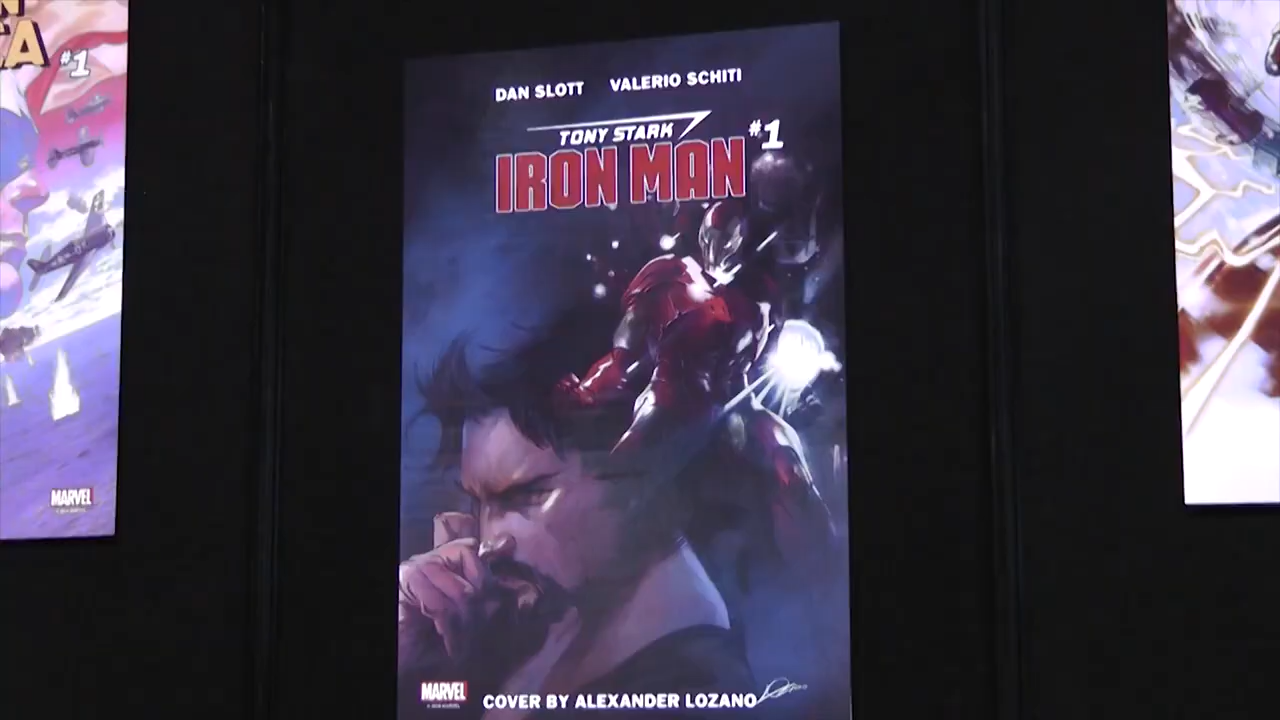 #1
MARVEL
DAN SLOTT VALERIO SCHITI
TONY STARK
IRON MAN #1
MARVEL
COVER BY ALEXANDER LOZANO